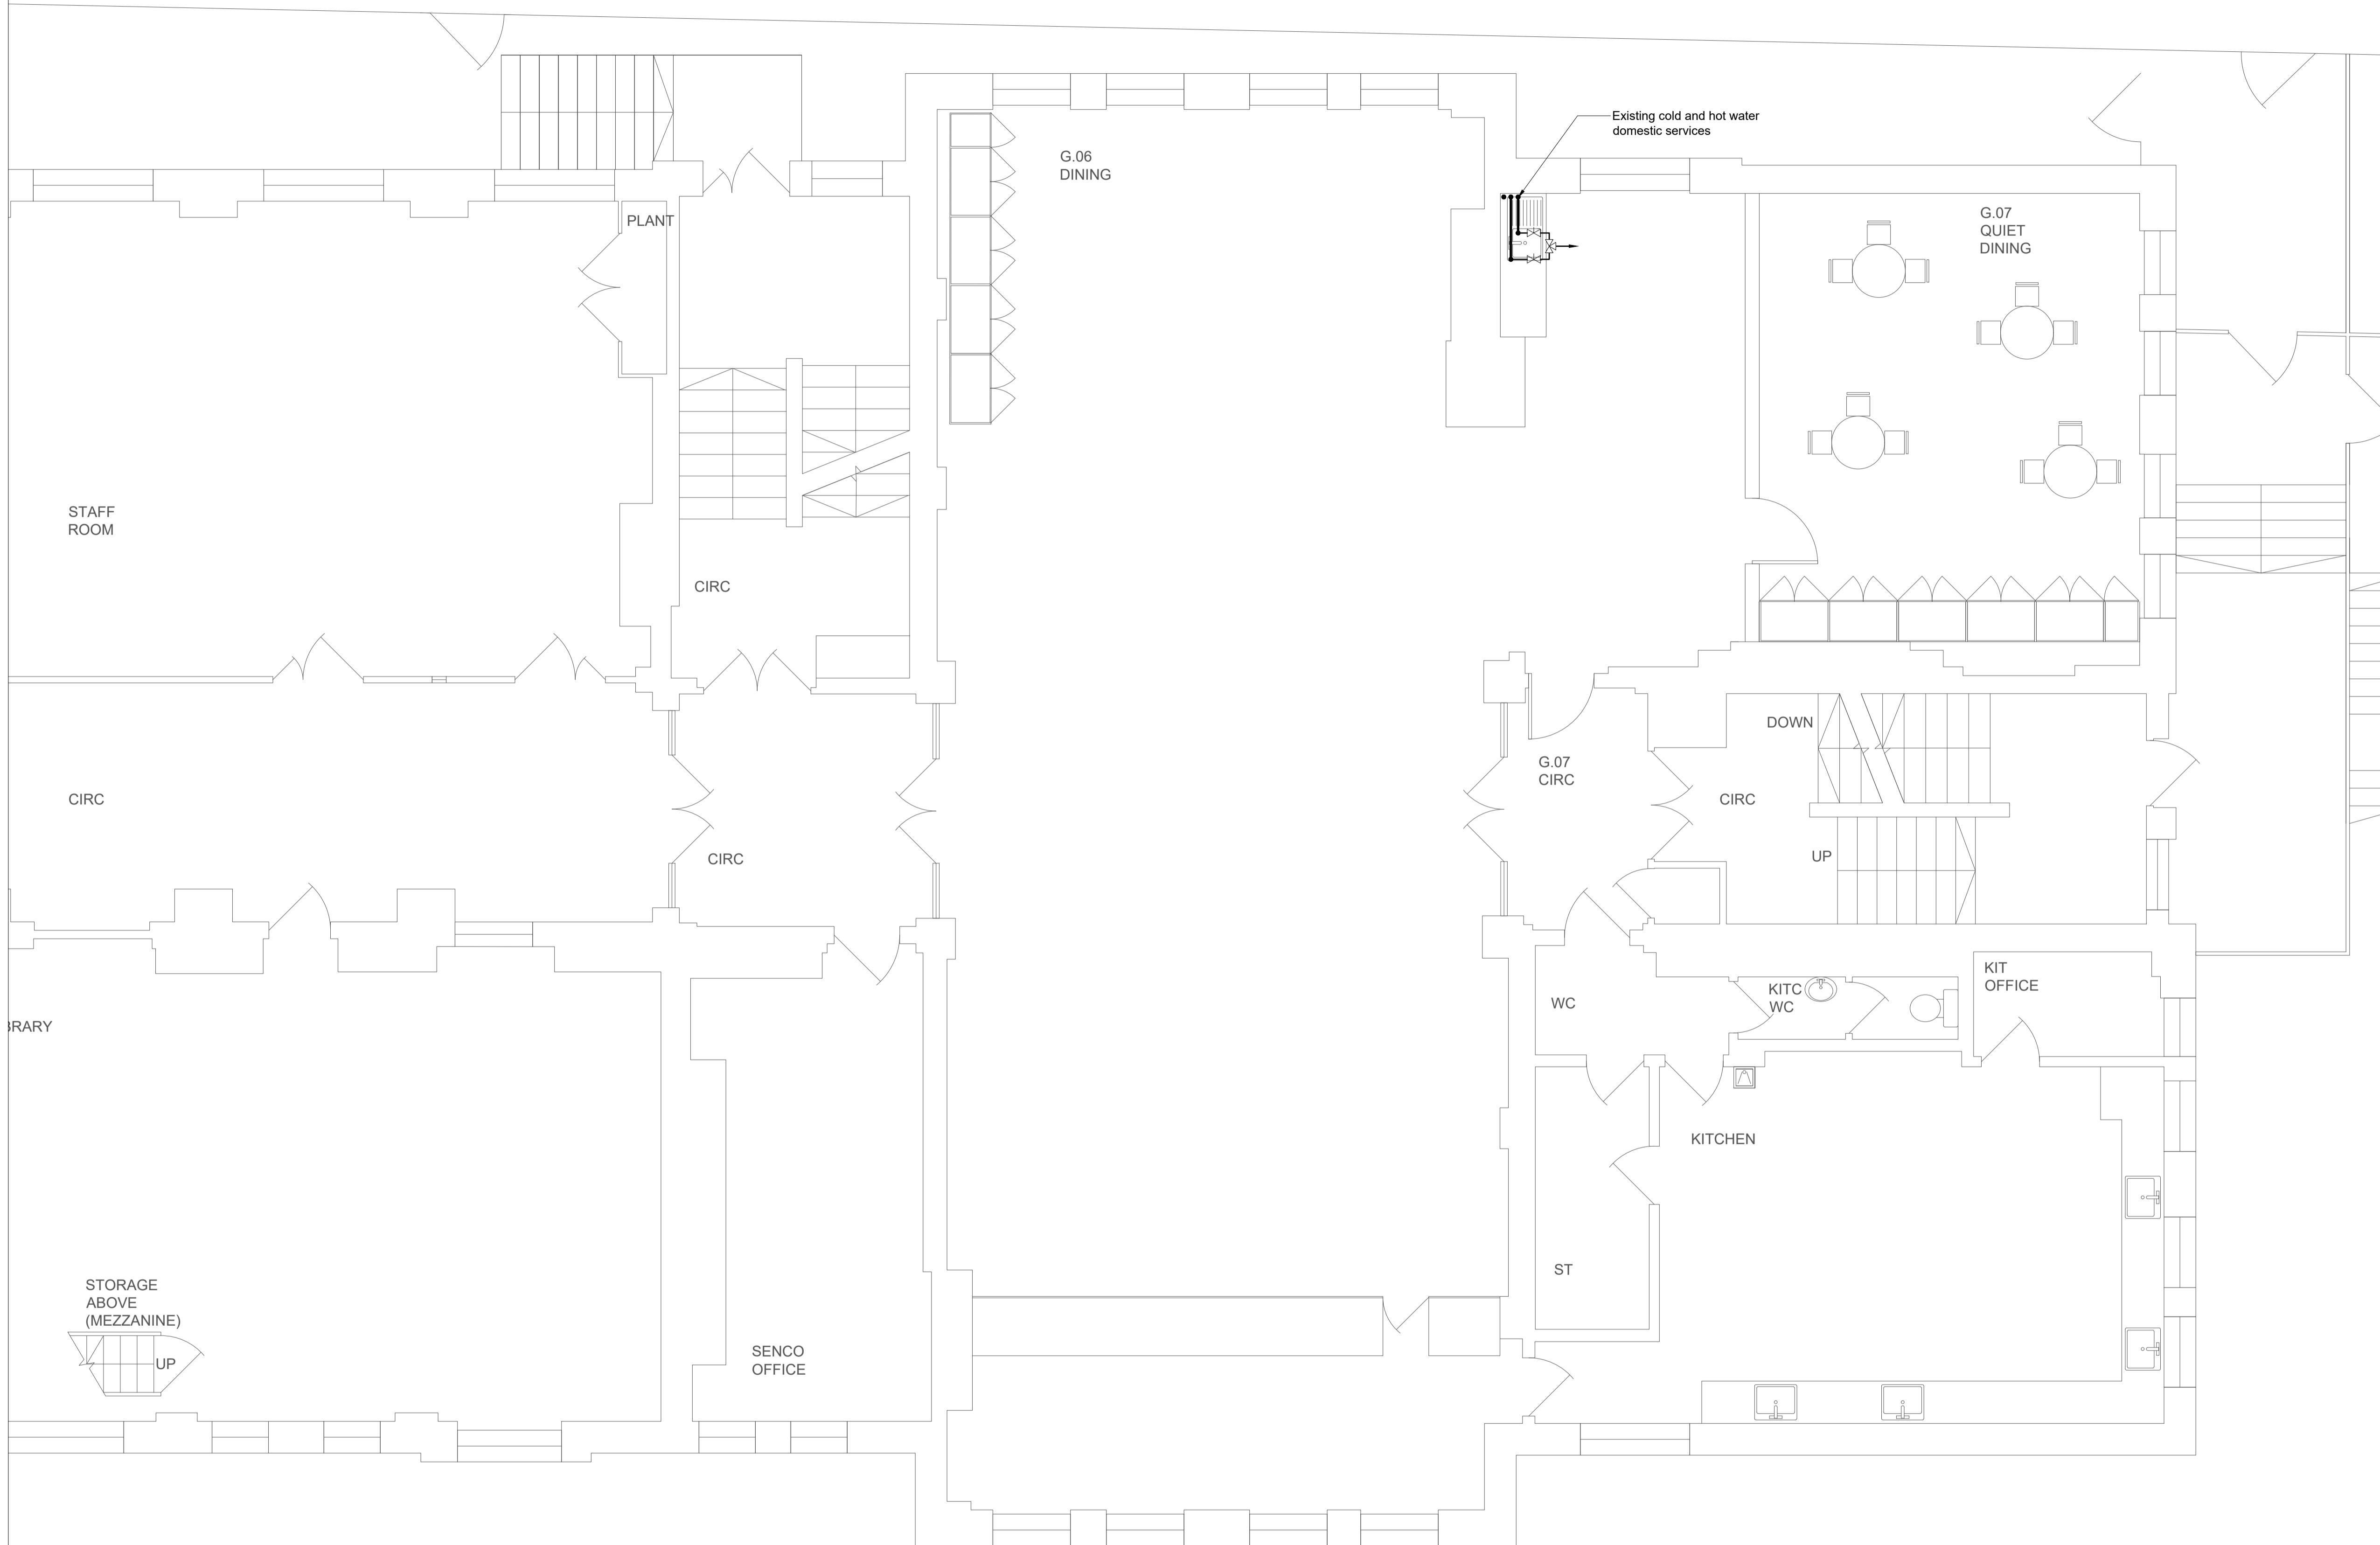 Existing cold and hot water
domestic services
G.06
DINING
G.07
QUIET
DINING
PLANT
STAFF
ROOM
CIRC
DOWN
G.07
CIRC
CIRC
CIRC
CIRC
UP
KIT
OFFICE
KITC
WC
WC
BRARY
KITCHEN
ST
STORAGE
ABOVE
(MEZZANINE)
UP
SENCO
OFFICE